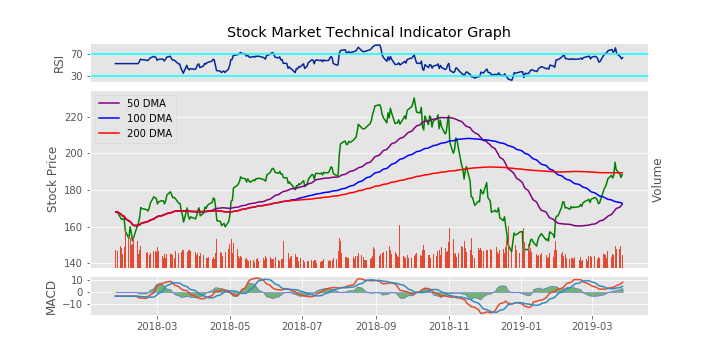 Stock Market Technical Indicator Graph
RSI
70
30
50 DMA
100 DMA
200 DMA
Stock Price
220
200
180
160
140
Volume
MACD
10
0
−10
2018-03 2018-05 2018-07 2018-09 2018-11 2019-01 2019-03